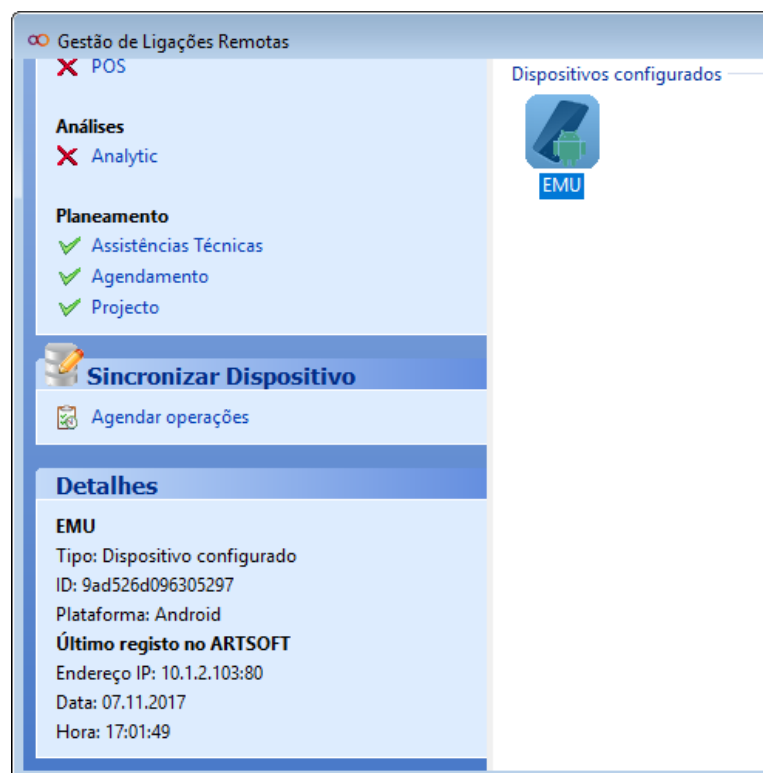 Gestão de Ligações Remotas
POS
Análises
Analytic
Planeamento
Assistências Técnicas
Agendamento
Projecto
Sincronizar Dispositivo
Agendar operações
Detalhes
EMU
Tipo: Dispositivo configurado
ID: 9ad526d096305297
Plataforma: Android
Último registo no ARTSOFT
Endereço IP: 10.1.2.103:80
Data: 07.11.2017
Hora: 17:01:49
Dispositivos configurados
EMU